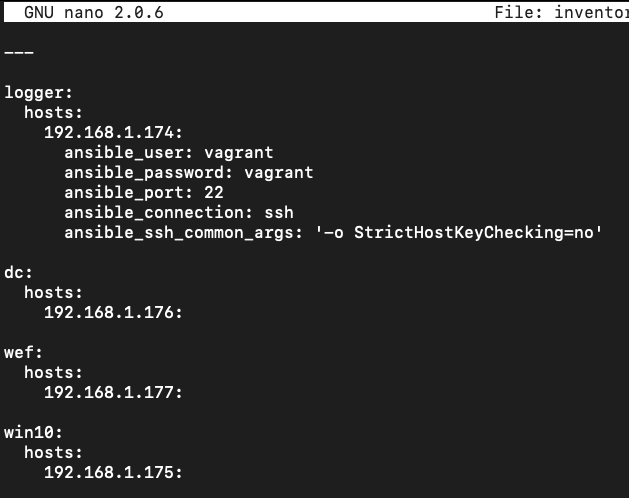 GNU nano 2.0.6 File: inventor
---
logger:
hosts:
192.168.1.174:
ansible_user: vagrant
ansible_password: vagrant
ansible_port: 22
ansible_connection: ssh
ansible_ssh_common_args: '-o StrictHostKeyChecking=no'
dc:
hosts:
192.168.1.176:
wef:
hosts:
192.168.1.177:
win10:
hosts:
192.168.1.175: